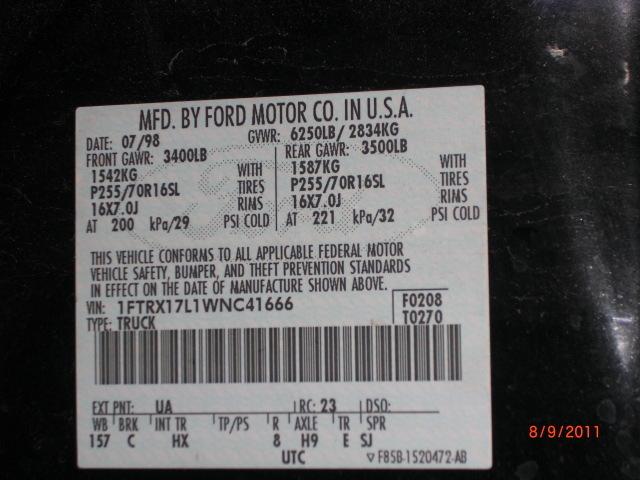 MFD. BY FORD MOTOR CO. IN U.S.A.
DATE: 07/98 GVWR: 6250LB/ 2834KG
FRONT GAWR: 3400LB REAR GAWR: 3500LB
1542KG WITH 1587KG WITH
P255/70R16SL TIRES P255/70R16SL TIRES
16X7.0J RIMS 16X7.0J RIMS
AT 200 kPa/29 PSI COLD AT 221 kPa/32 PSI COLD
THIS VEHICLE CONFORMS TO ALL APPLICABLE FEDERAL MOTOR
VEHICLE SAFETY, BUMPER, AND THEFT PREVENTION STANDARDS
IN EFFECT ON THE DATE OF MANUFACTURE SHOWN ABOVE.
VIN: 1FTRX17L1WNC41666 F0208
TYPE: TRUCK T0270
EXT PNT: UA RC: 23 DSO:
WB BRK INT TR TP/PS R AXLE TR SPR
157 C HX 8 H9 E SJ
UTC ▽ F85B-1520472-AB
8/9/2011